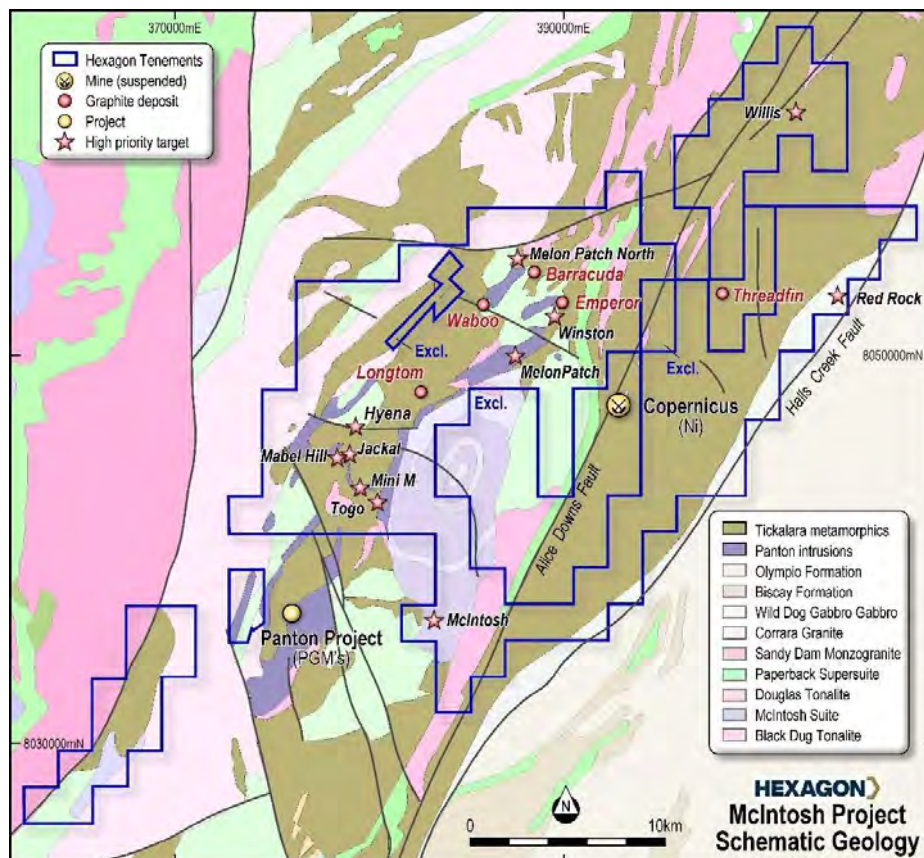 370000mE
390000mE
Hexagon Tenements
Mine (suspended)
Graphite deposit
Project
High priority target
Willis
Melon Patch North
Barracuda
Emperor
Threadfin
Red Rock
Waboo
Winston
Excl.
Excl.
8050000mN
MelonPatch
Longtom
Excl.
Copernicus
(Ni)
Halls Creek Fault
Hyena
Mabel Hill
Jackal
Mini M
Togo
Alice Downs Fault
Tickalara metamorphics
Panton intrusions
Olympio Formation
Biscay Formation
Wild Dog Gabbro Gabbro
Corrara Granite
Sandy Dam Monzogranite
Paperback Supersuite
Douglas Tonalite
McIntosh Suite
Black Dug Tonalite
McIntosh
Panton Project
(PGM's)
8030000mN
N
0
10km
HEXAGON
McIntosh Project
Schematic Geology